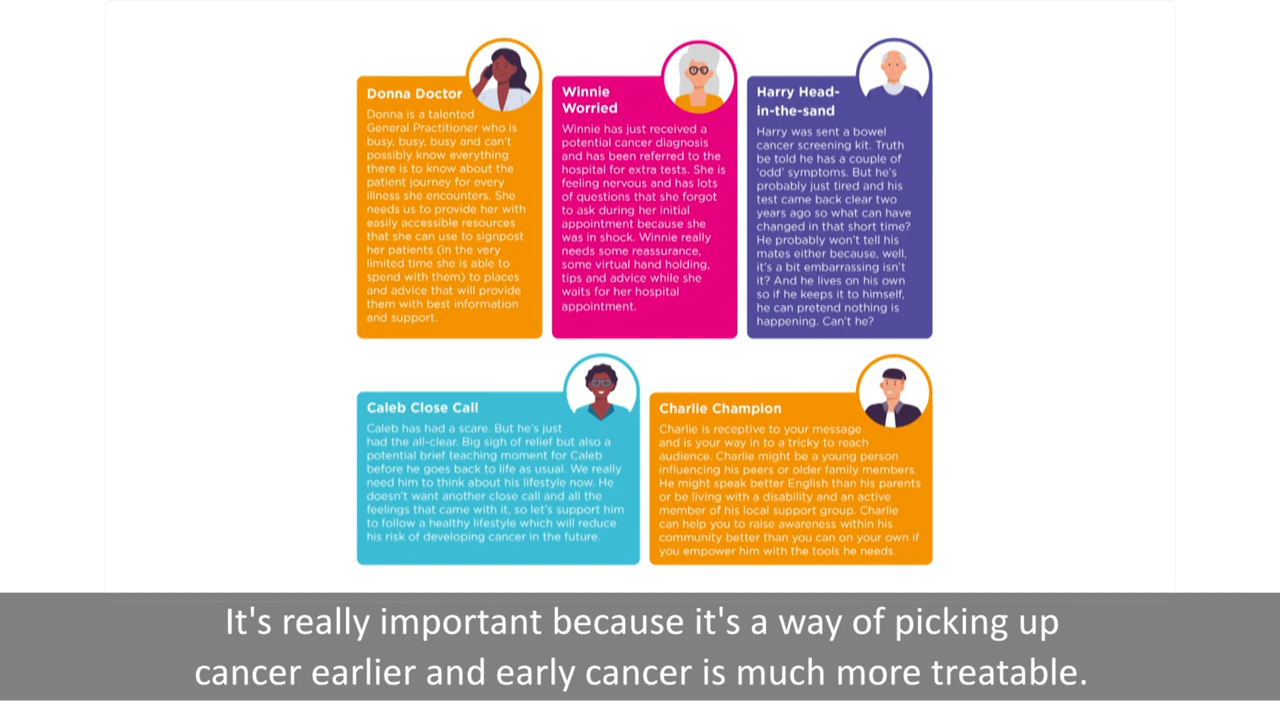 Donna Doctor
Donna is a talented
General Practitioner who is
busy, busy, busy and can't
possibly know everything
there is to know about the
patient journey for every
illness she encounters. She
needs us to provide her with
easily accessible resources
that she can use to signpost
her patients (in the very
limited time she is able to
spend with them) to places
and advice that will provide
them with best information
and support.
Winnie
Worried
Winnie has just received a
potential cancer diagnosis
and has been referred to the
hospital for extra tests. She is
feeling nervous and has lots
of questions that she forgot
to ask during her initial
appointment because she
was in shock. Winnie really
needs some reassurance,
some virtual hand holding,
tips and advice while she
waits for her hospital
appointment.
Harry Head-
in-the-sand
Harry was sent a bowel
cancer screening kit. Truth
be told he has a couple of
'odd' symptoms. But he's
probably just tired and his
test came back clear two
years ago so what can have
changed in that short time?
He probably won't tell his
mates either because, well,
it's a bit embarrassing isn't
it? And he lives on his own
so if he keeps it to himself,
he can pretend nothing is
happening. Can't he?
Caleb Close Call
Caleb has had a scare. But he's just
had the all-clear. Big sigh of relief but also a
potential brief teaching moment for Caleb
before he goes back to life as usual. We really
need him to think about his lifestyle now. He
doesn't want another close call and all the
feelings that came with it, so let's support him
to follow a healthy lifestyle which will reduce
his risk of developing cancer in the future.
Charlie Champion
Charlie is receptive to your message
and is your way in to a tricky to reach
audience. Charlie might be a young person
influencing his peers or older family members.
He might speak better English than his parents
or be living with a disability and an active
member of his local support group. Charlie
can help you to raise awareness within his
community better than you can on your own if
you empower him with the tools he needs.
It's really important because it's a way of picking up
cancer earlier and early cancer is much more treatable.